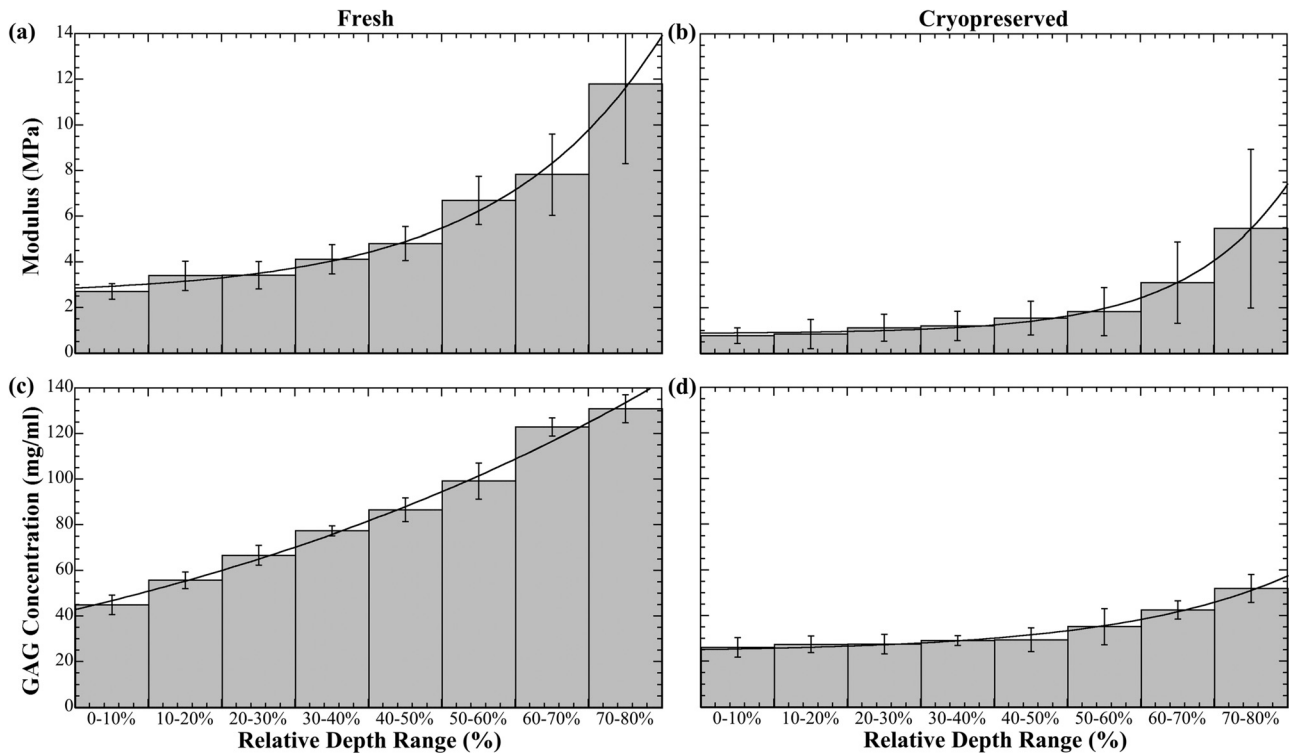 Fresh
Cryopreserved
(a)
(b)
Modulus (MPa)
14
12
10
8
6
4
2
0
(c)
(d)
GAG Concentration (mg/ml)
140
120
100
80
60
40
20
0
0-10% 10-20% 20-30% 30-40% 40-50% 50-60% 60-70% 70-80%
0-10% 10-20% 20-30% 30-40% 40-50% 50-60% 60-70% 70-80%
Relative Depth Range (%)
Relative Depth Range (%)